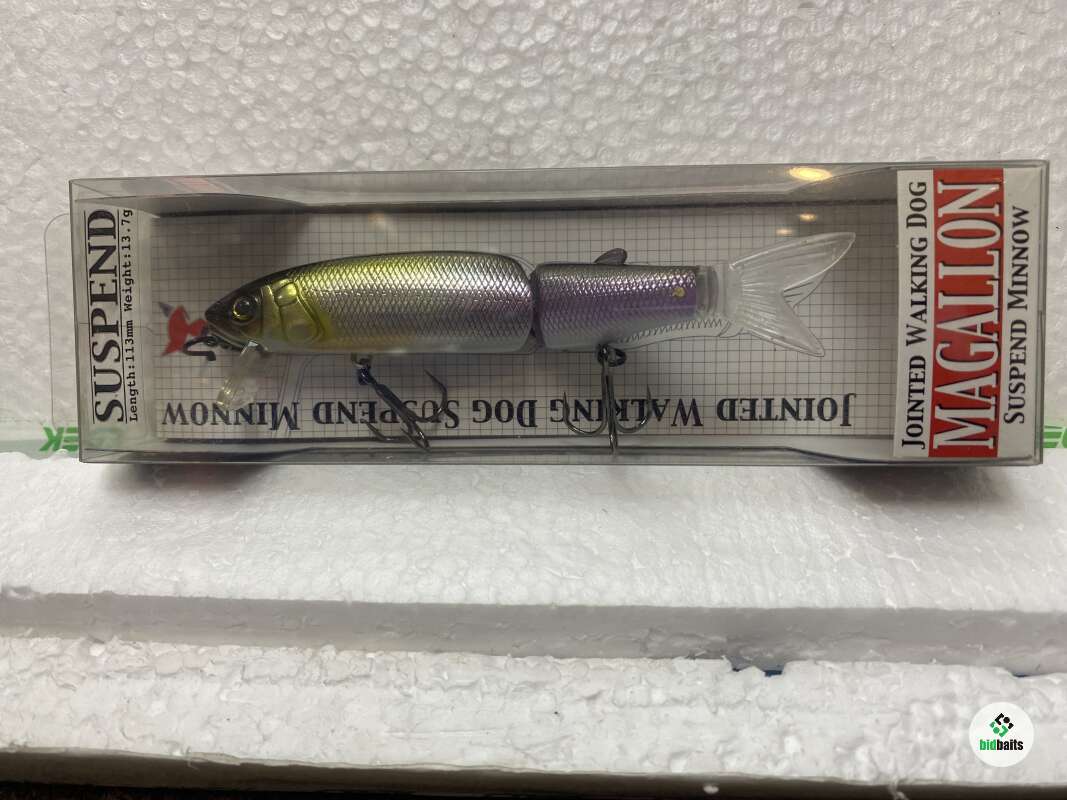 SUSPEND
Length:113mm Weight:13.7g
JOINTED WALKING DOG SUSPEND MINNOW
JOINTED WALKING DOG
MAGALLON
SUSPEND MINNOW
bidbaits